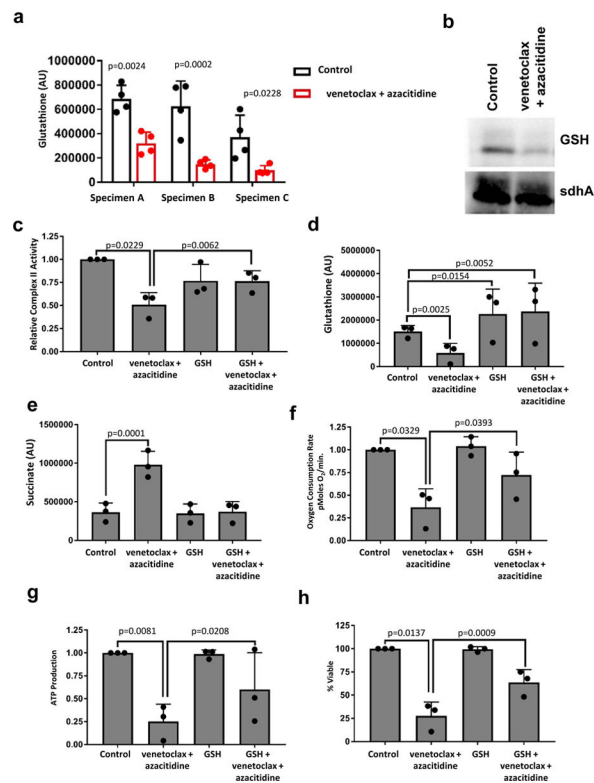 a
Glutathione (AU)
1000000
800000
600000
400000
200000
p=0.0024
p=0.0002
p=0.0228
Specimen A
Specimen B
Specimen C
Control
venetoclax + azacitidine
b
Control
venetoclax
+ azacitidine
GSH
sdhA
c
Relative Complex II Activity
1.25
1.00
0.75
0.50
0.25
0.00
p=0.0229
p=0.0062
Control
venetoclax +
azacitidine
GSH
GSH +
venetoclax +
azacitidine
d
Glutathione (AU)
4000000
3000000
2000000
1000000
0
p=0.0052
p=0.0154
p=0.0025
Control
venetoclax +
azacitidine
GSH
GSH +
venetoclax +
azacitidine
e
Succinate (AU)
1500000
1000000
500000
0
p=0.0001
Control
venetoclax +
azacitidine
GSH
GSH +
venetoclax +
azacitidine
f
Oxygen Consumption Rate
pMoles O₂/min.
1.25
1.00
0.75
0.50
0.25
0.00
p=0.0329
p=0.0393
Control
venetoclax +
azacitidine
GSH
GSH +
venetoclax +
azacitidine
g
ATP Production
1.25
1.00
0.75
0.50
0.25
0.00
p=0.0081
p=0.0208
Control
venetoclax +
azacitidine
GSH
GSH +
venetoclax +
azacitidine
h
% Viable
125
100
75
50
25
0
p=0.0137
p=0.0009
Control
venetoclax +
azacitidine
GSH
GSH +
venetoclax +
azacitidine